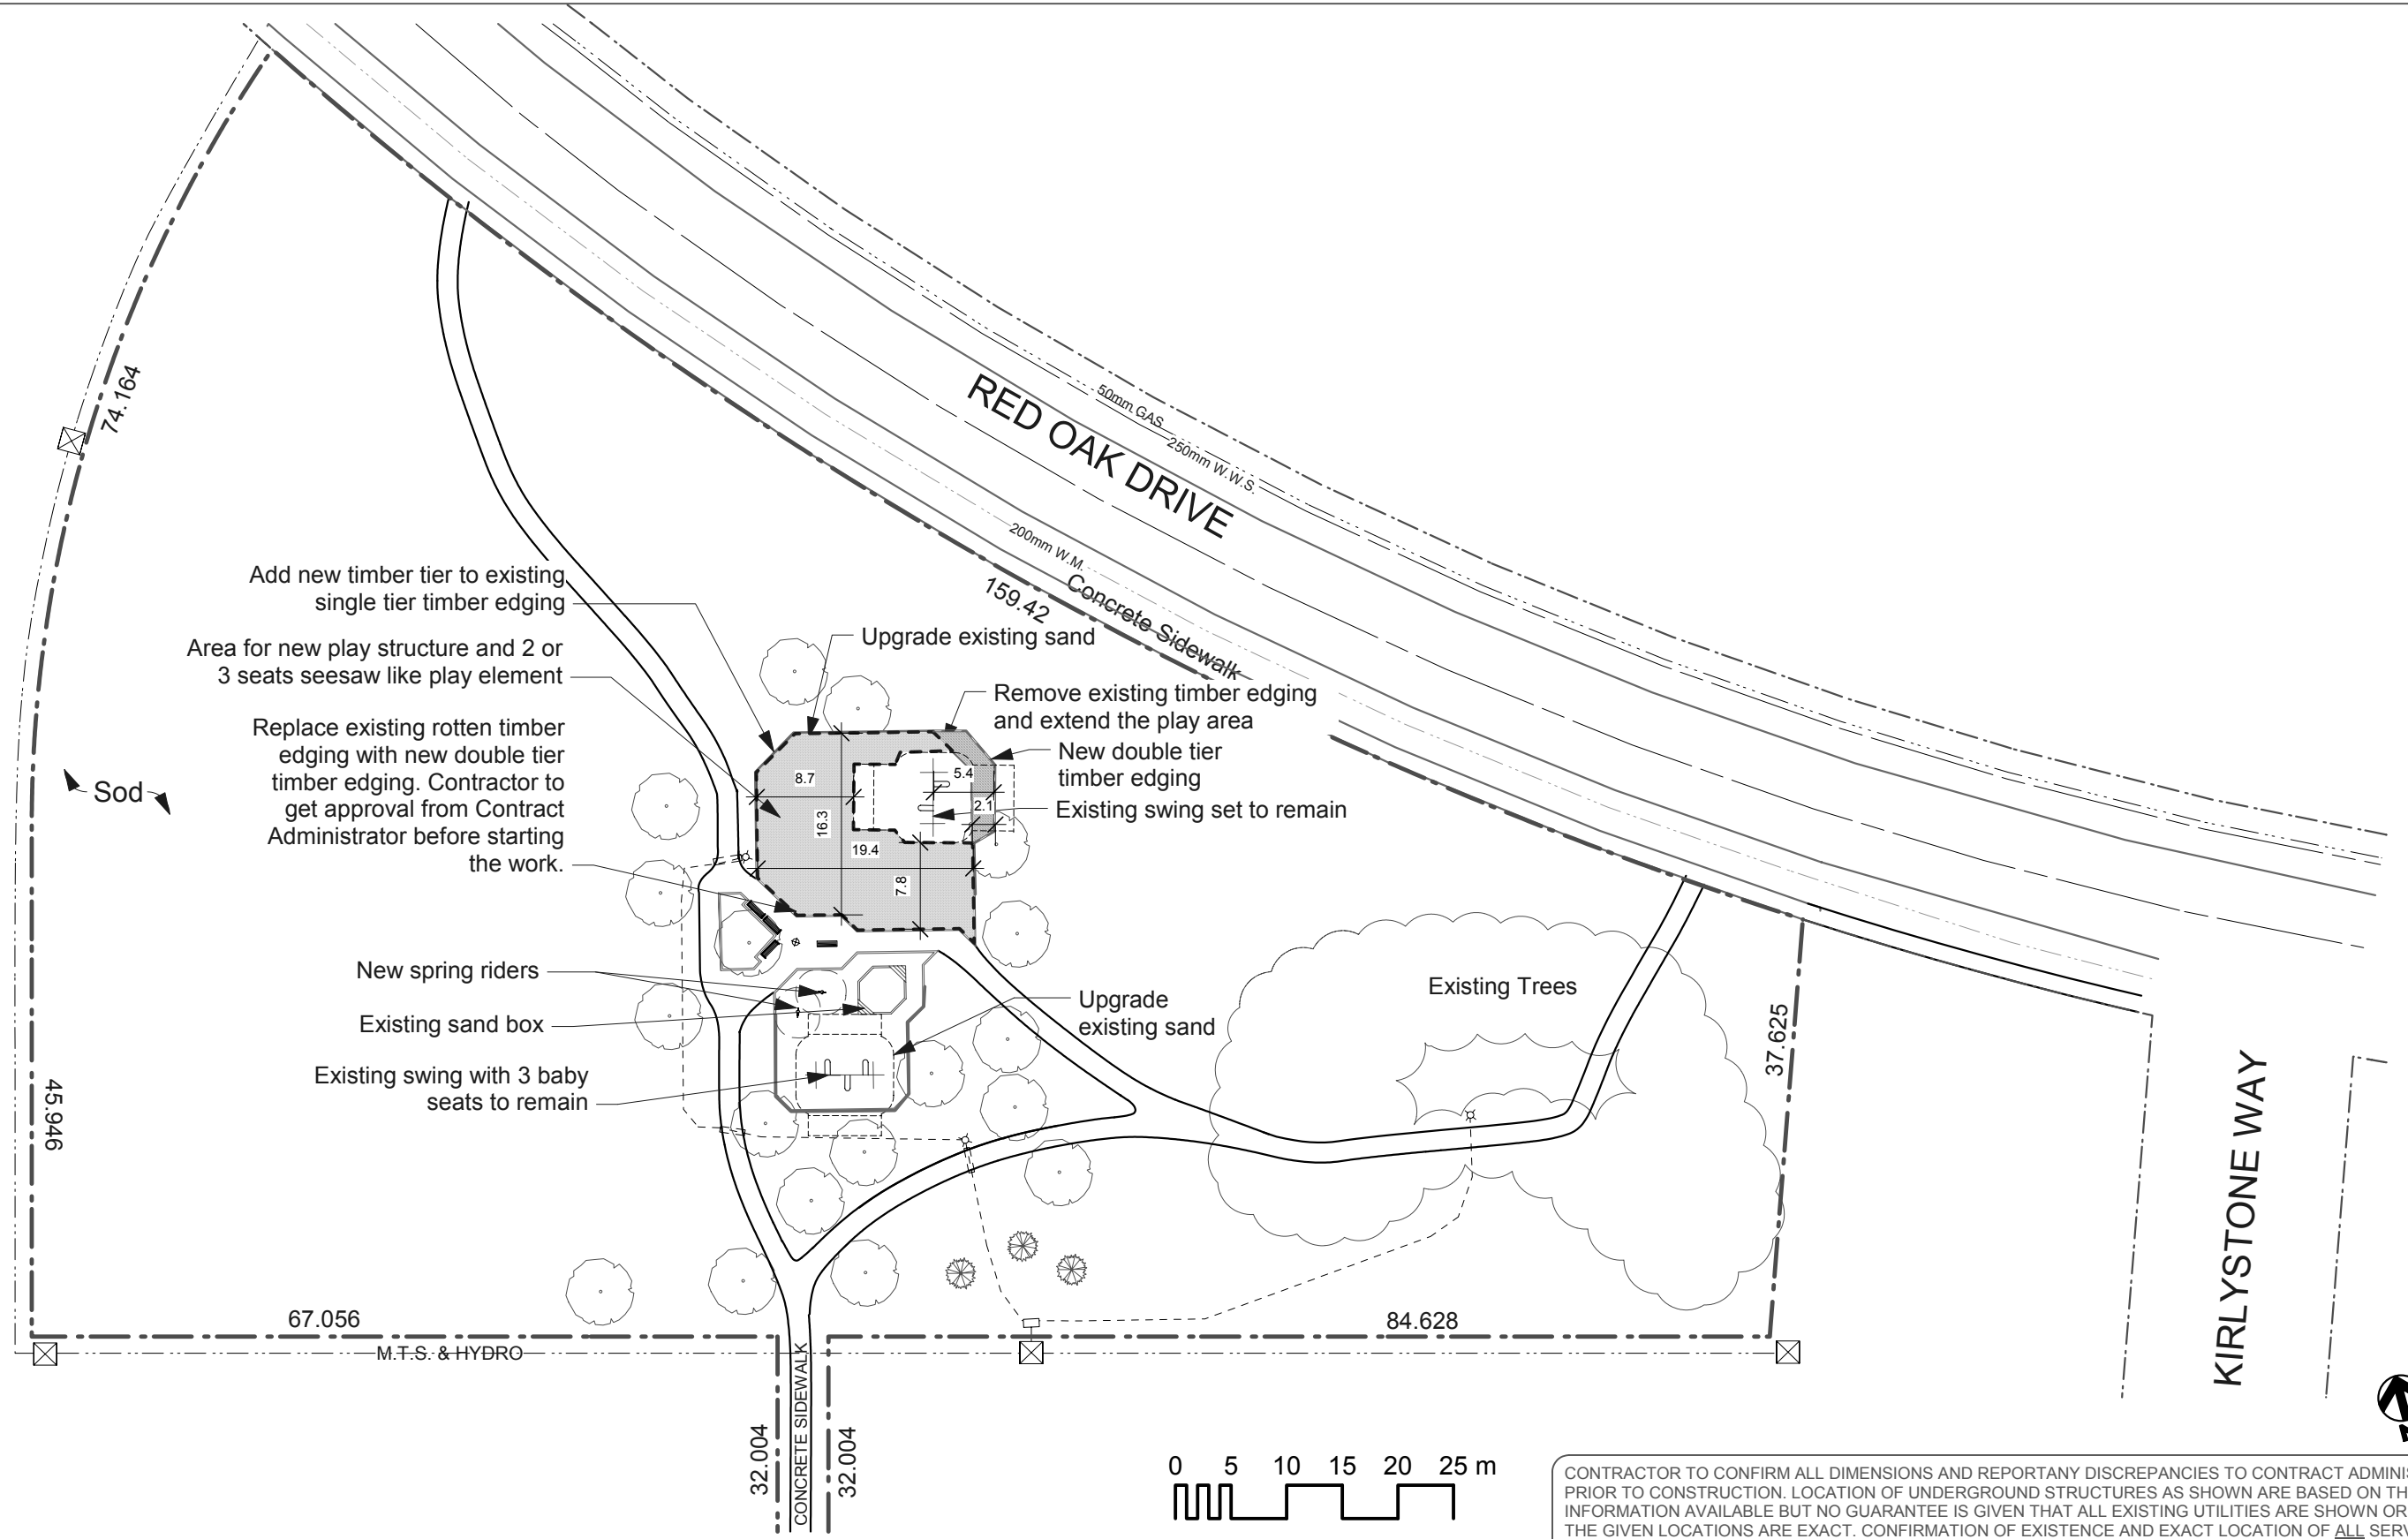 50mm GAS
250mm W.W.S.
RED OAK DRIVE
200mm W.M.
Concrete Sidewalk
159.42
74.164
Add new timber tier to existing
single tier timber edging
Area for new play structure and 2 or
3 seats seesaw like play element
Replace existing rotten timber
edging with new double tier
timber edging. Contractor to
get approval from Contract
Administrator before starting
the work.
Upgrade existing sand
Remove existing timber edging
and extend the play area
New double tier
timber edging
Existing swing set to remain
8.7
5.4
2.1
16.3
19.4
7.8
Sod
New spring riders
Existing sand box
Existing swing with 3 baby
seats to remain
Upgrade
existing sand
Existing Trees
37.625
45.946
KIRLYSTONE WAY
67.056
84.628
M.T.S. & HYDRO
32.004
CONCRETE SIDEWALK
32.004
0 5 10 15 20 25 m
CONTRACTOR TO CONFIRM ALL DIMENSIONS AND REPORTANY DISCREPANCIES TO CONTRACT
PRIOR TO CONSTRUCTION. LOCATION OF UNDERGROUND STRUCTURES AS SHOWN ARE BASED ON
INFORMATION AVAILABLE BUT NO GUARANTEE IS GIVEN THAT ALL EXISTING UTILITIES ARE SHOWN OR
THE GIVEN LOCATIONS ARE EXACT. CONFIRMATION OF EXISTENCE AND EXACT LOCATION OF ALL